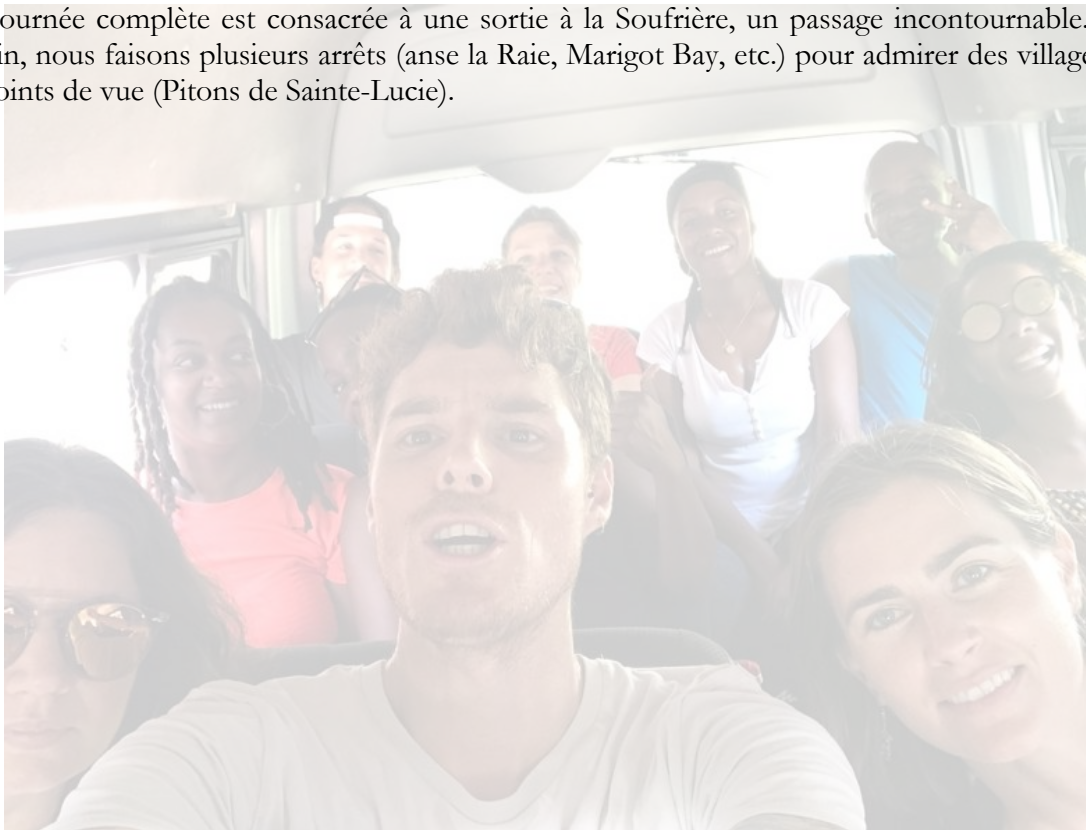 ournée complète est consacrée à une sortie à la Soufrière, un passage incontournable.
in, nous faisons plusieurs arrêts (anse la Raie, Marigot Bay, etc.) pour admirer des village
oints de vue (Pitons de Sainte-Lucie).